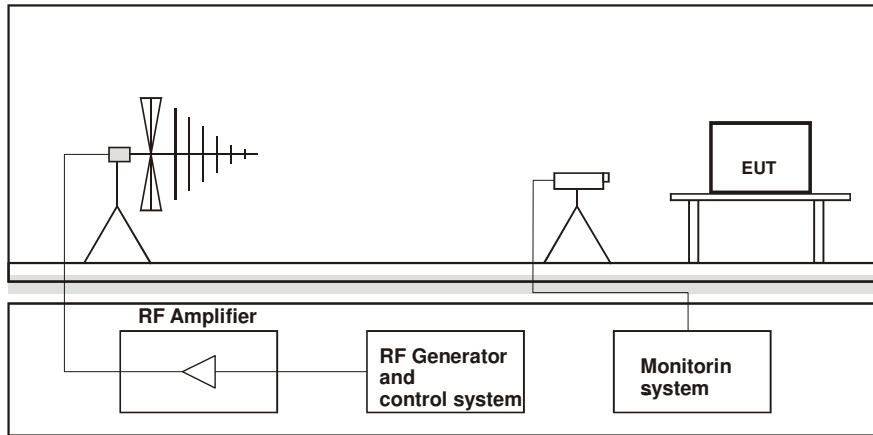 EUT
RF Amplifier
RF Generator
and
control system
Monitorin
system